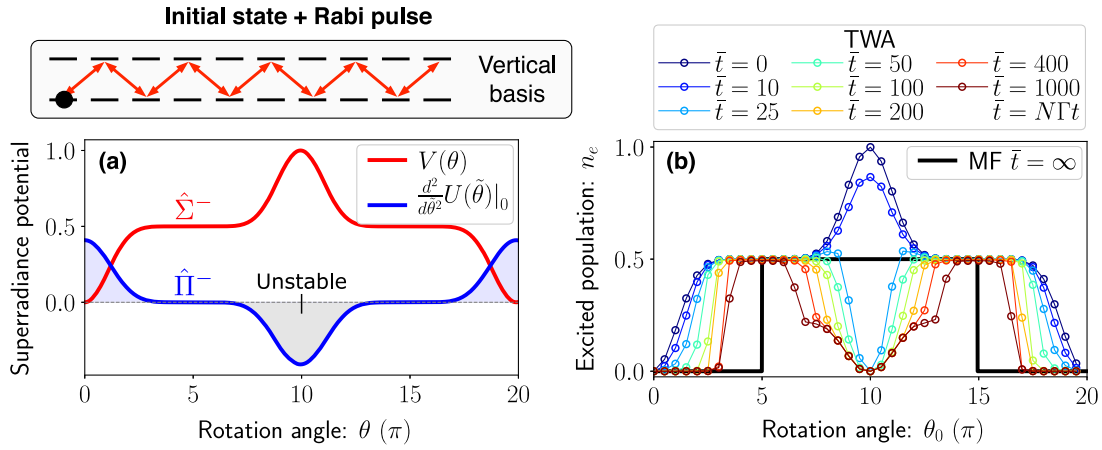 Initial state + Rabi pulse
Vertical
basis
(a)
V(θ)
d²/dθ̃² U(θ̃)|₀
Σ̂⁻
Π̂⁻
Unstable
Superradiance potential
1.0
0.5
0.0
0 5 10 15 20
Rotation angle: θ (π)
TWA
t̄ = 0 t̄ = 50 t̄ = 400
t̄ = 10 t̄ = 100 t̄ = 1000
t̄ = 25 t̄ = 200 t̄ = NΓt
(b)
MF t̄ = ∞
Excited population: nₑ
1.0
0.5
0.0
0 5 10 15 20
Rotation angle: θ₀ (π)